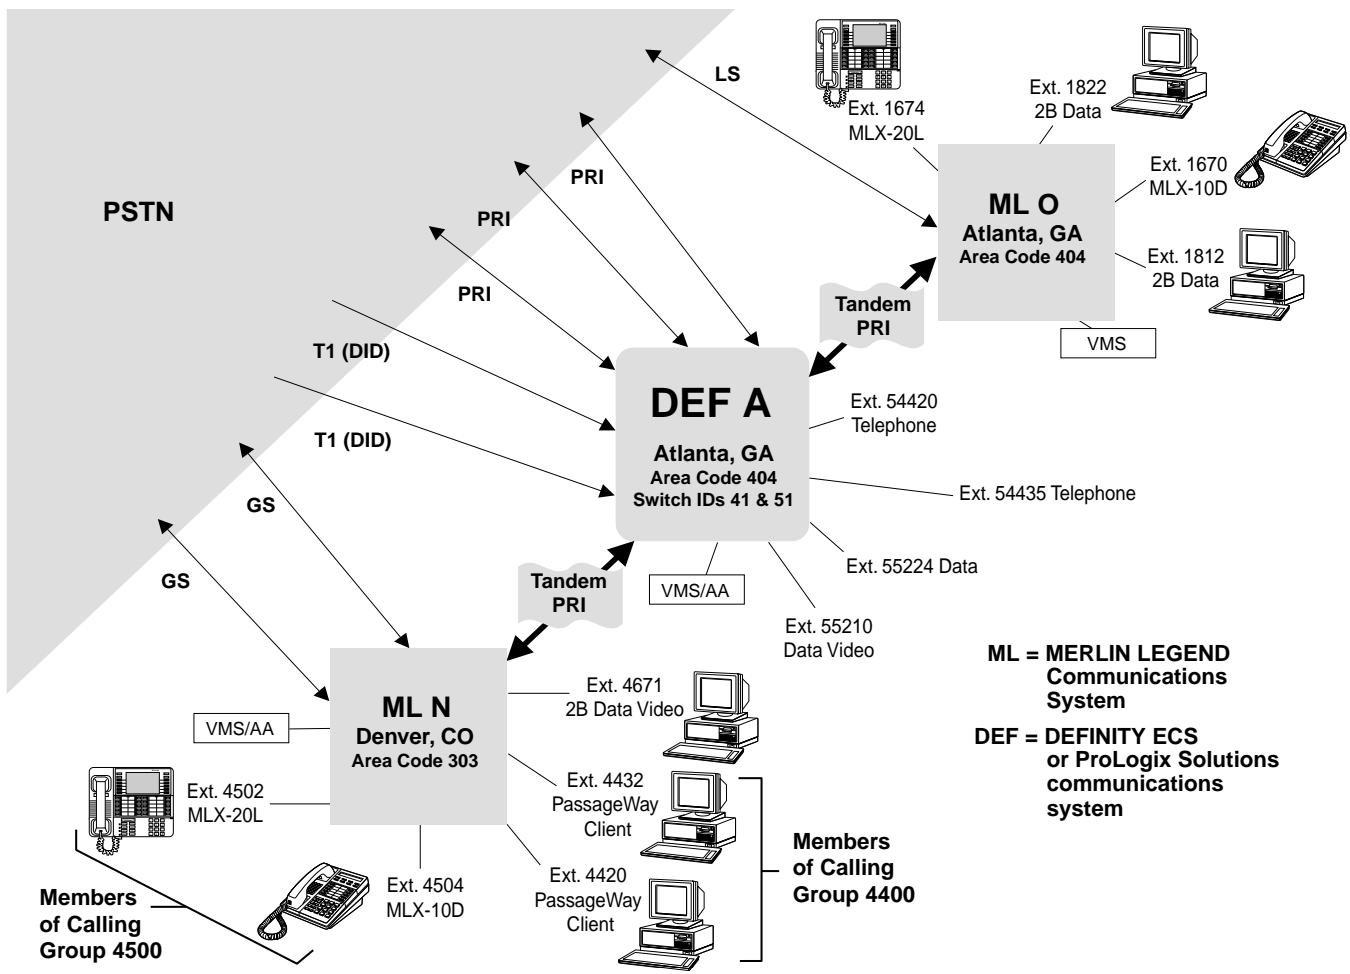 LS
Ext. 1674
MLX-20L
Ext. 1822
2B Data
Ext. 1670
MLX-10D
PRI
PSTN
PRI
ML O
Atlanta, GA
Area Code 404
Ext. 1812
2B Data
PRI
Tandem
PRI
VMS
T1 (DID)
DEF A
Atlanta, GA
Area Code 404
Switch IDs 41 & 51
Ext. 54420
Telephone
T1 (DID)
Ext. 54435 Telephone
GS
GS
Tandem
PRI
VMS/AA
Ext. 55224 Data
Ext. 55210
Data Video
ML = MERLIN LEGEND
Communications
System
DEF = DEFINITY ECS
or ProLogix Solutions
communications
system
ML N
Denver, CO
Area Code 303
VMS/AA
Ext. 4671
2B Data Video
Ext. 4502
MLX-20L
Ext. 4432
PassageWay
Client
Members
of Calling
Group 4400
Ext. 4504
MLX-10D
Ext. 4420
PassageWay
Client
Members
of Calling
Group 4500